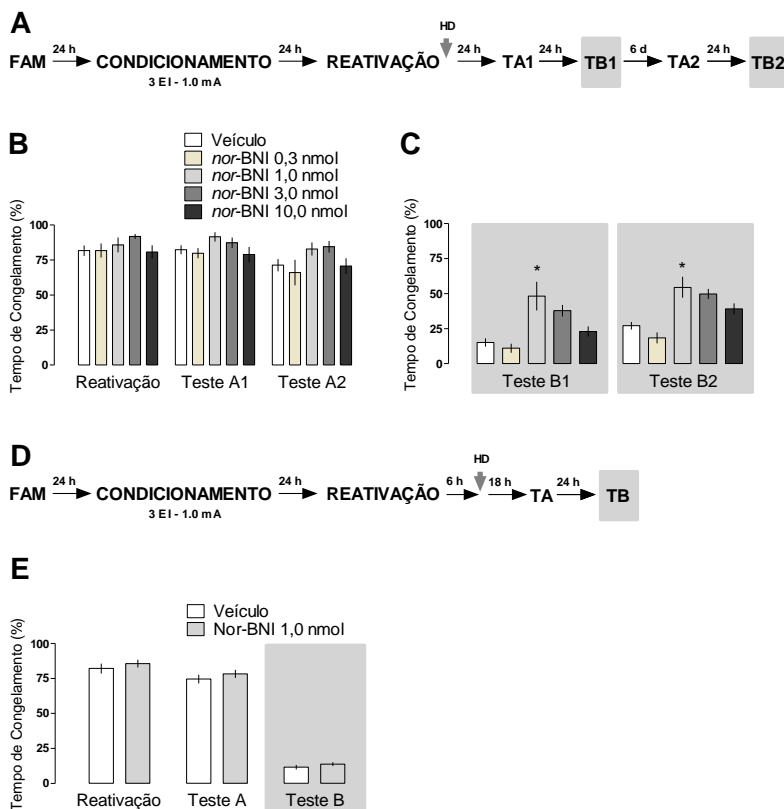 A
HD
24 h 24 h 24 h 24 h 6 d 24 h
FAM CONDICIONAMENTO REATIVAÇÃO TA1 TB1 TA2 TB2
3 EI - 1.0 mA
B
Veículo
nor-BNI 0,3 nmol
nor-BNI 1,0 nmol
nor-BNI 3,0 nmol
nor-BNI 10,0 nmol
Tempo de Congelamento (%)
100
75
50
25
0
Reativação Teste A1 Teste A2
C
Tempo de Congelamento (%)
100
75
50
25
0
* *
Teste B1 Teste B2
D
HD
24 h 24 h 6 h 18 h 24 h
FAM CONDICIONAMENTO REATIVAÇÃO TA TB
3 EI - 1.0 mA
E
Veículo
Nor-BNI 1,0 nmol
Tempo de Congelamento (%)
100
75
50
25
0
Reativação Teste A Teste B